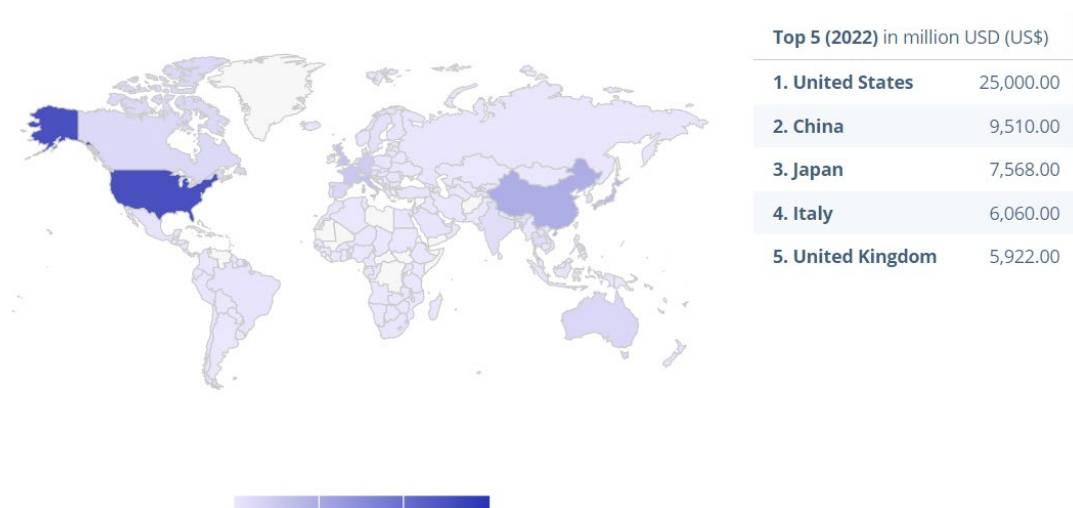 Top 5 (2022) in million USD (US$)
1. United States 25,000.00
2. China 9,510.00
3. Japan 7,568.00
4. Italy 6,060.00
5. United Kingdom 5,922.00